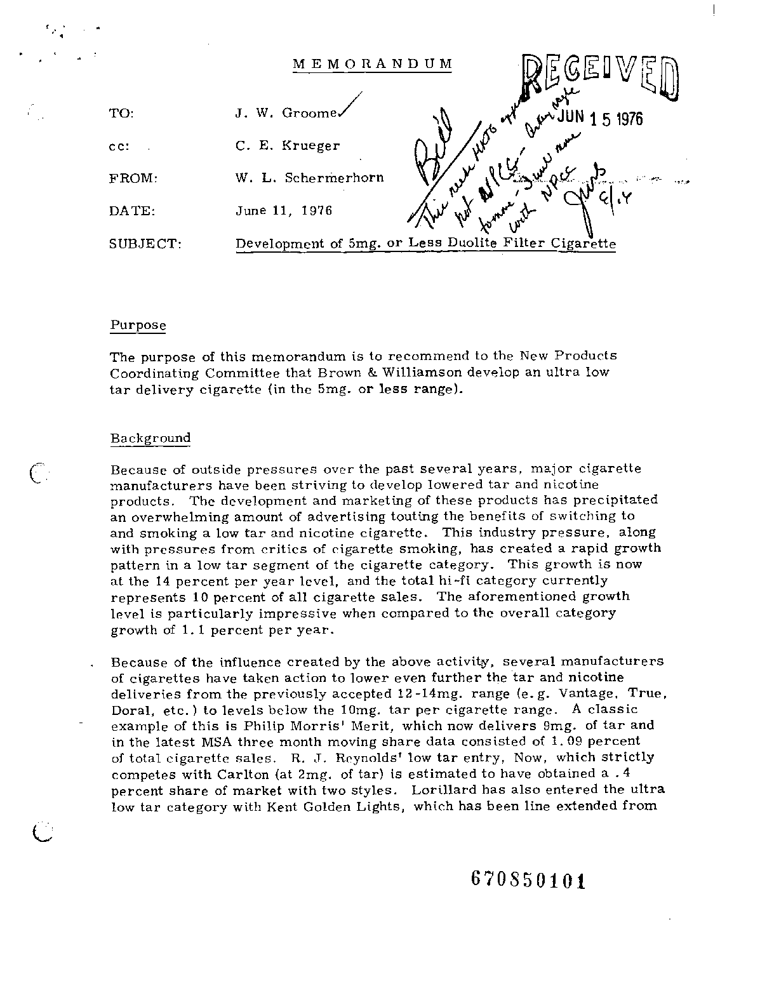 MEMORANDUM
RECEIVED
JUN 15 1976
TO: J. W. Groome
cc: C. E. Krueger
FROM: W. L. Schermerhorn
DATE: June 11, 1976
SUBJECT: Development of 5mg. or Less Duolite Filter Cigarette
Bill
This needs
not NPCC
with NPCC
Purpose
The purpose of this memorandum is to recommend to the New Products
Coordinating Committee that Brown & Williamson develop an ultra low
tar delivery cigarette (in the 5mg. or less range).
Background
Because of outside pressures over the past several years, major cigarette
manufacturers have been striving to develop lowered tar and nicotine
products. The development and marketing of these products has precipitated
an overwhelming amount of advertising touting the benefits of switching to
and smoking a low tar and nicotine cigarette. This industry pressure, along
with pressures from critics of cigarette smoking, has created a rapid growth
pattern in a low tar segment of the cigarette category. This growth is now
at the 14 percent per year level, and the total hi-fi category currently
represents 10 percent of all cigarette sales. The aforementioned growth
level is particularly impressive when compared to the overall category
growth of 1.1 percent per year.
Because of the influence created by the above activity, several manufacturers
of cigarettes have taken action to lower even further the tar and nicotine
deliveries from the previously accepted 12-14mg. range (e.g. Vantage, True,
Doral, etc.) to levels below the 10mg. tar per cigarette range. A classic
example of this is Philip Morris' Merit, which now delivers 9mg. of tar and
in the latest MSA three month moving share data consisted of 1.09 percent
of total cigarette sales. R. J. Reynolds' low tar entry, Now, which strictly
competes with Carlton (at 2mg. of tar) is estimated to have obtained a .4
percent share of market with two styles. Lorillard has also entered the ultra
low tar category with Kent Golden Lights, which has been line extended from
670850101